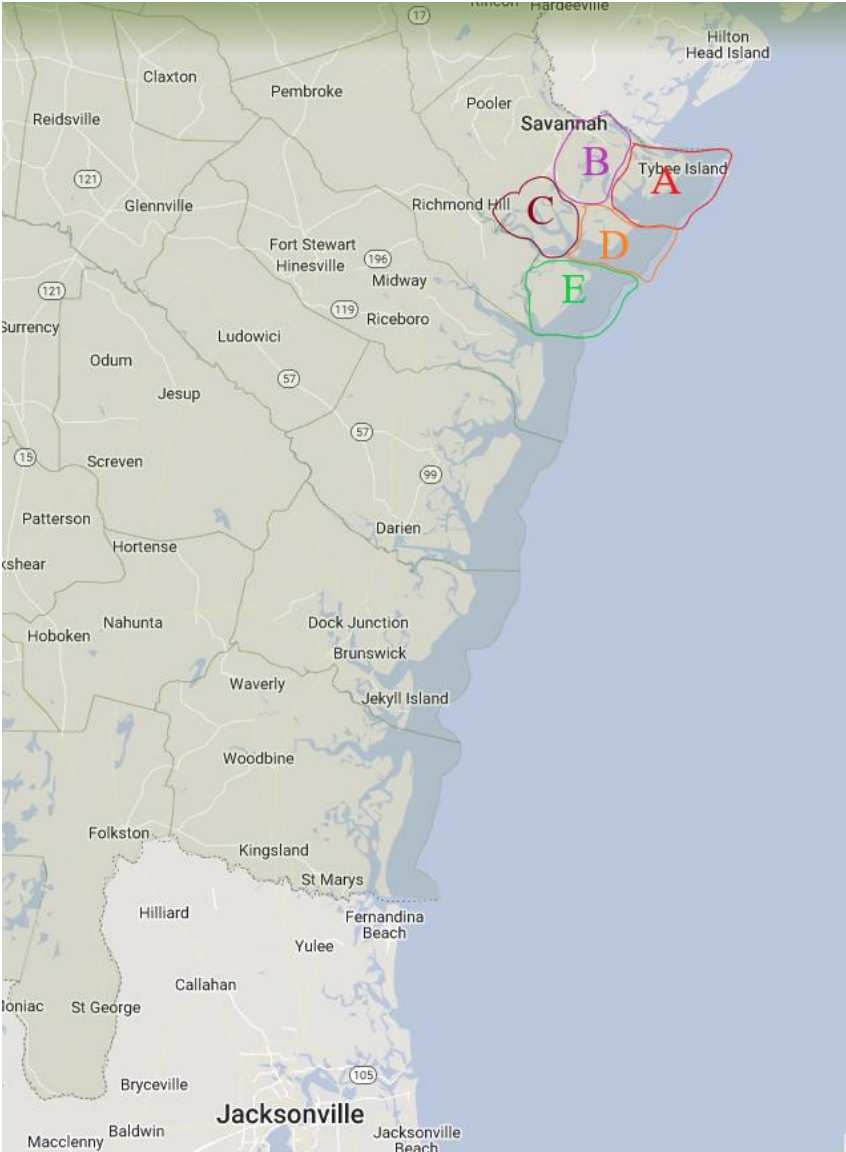 Hardeeville
17
Hilton
Head Island
Claxton
Pembroke
Pooler
Reidsville
Savannah
B
Tybee Island
A
121
Glennville
Richmond Hill
C
D
Fort Stewart
Hinesville
196
Midway
E
121
119
Riceboro
Surrency
Ludowici
Odum
57
Jesup
57
15
Screven
99
Patterson
Darien
Hortense
kshear
Nahunta
Dock Junction
Hoboken
Brunswick
Waverly
Jekyll Island
Woodbine
Folkston
Kingsland
St Marys
Hilliard
Fernandina
Beach
Yulee
Callahan
Moniac
St George
Bryceville
105
Jacksonville
Baldwin
Macclenny
Jacksonville
Beach